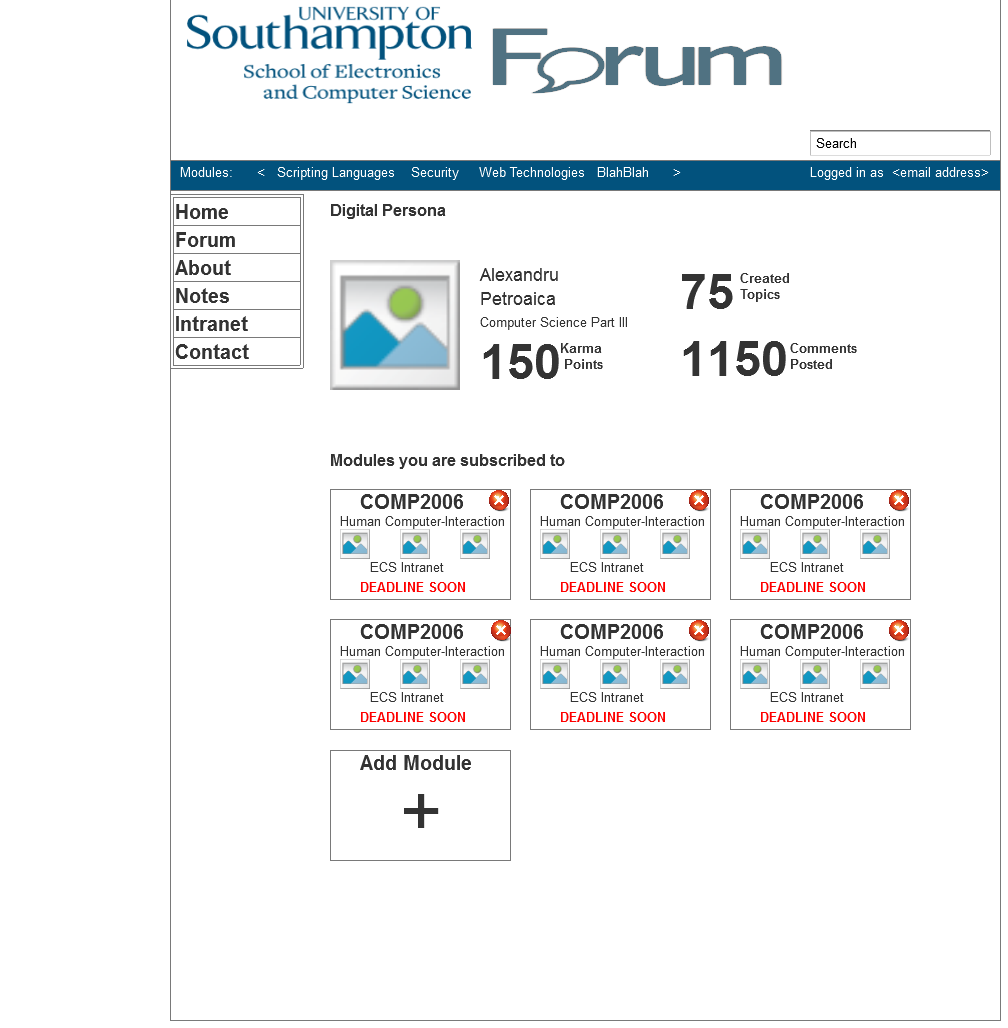 UNIVERSITY OF
Southampton
School of Electronics
and Computer Science
Forum
Search
Modules: < Scripting Languages Security Web Technologies BlahBlah > Logged in as <email address>
Home
Forum
About
Notes
Intranet
Contact
Digital Persona
Alexandru
Petroaica
Computer Science Part III
150 Karma
Points
75 Created
Topics
1150 Comments
Posted
Modules you are subscribed to
COMP2006
Human Computer-Interaction
ECS Intranet
DEADLINE SOON
COMP2006
Human Computer-Interaction
ECS Intranet
DEADLINE SOON
COMP2006
Human Computer-Interaction
ECS Intranet
DEADLINE SOON
COMP2006
Human Computer-Interaction
ECS Intranet
DEADLINE SOON
COMP2006
Human Computer-Interaction
ECS Intranet
DEADLINE SOON
COMP2006
Human Computer-Interaction
ECS Intranet
DEADLINE SOON
Add Module
+